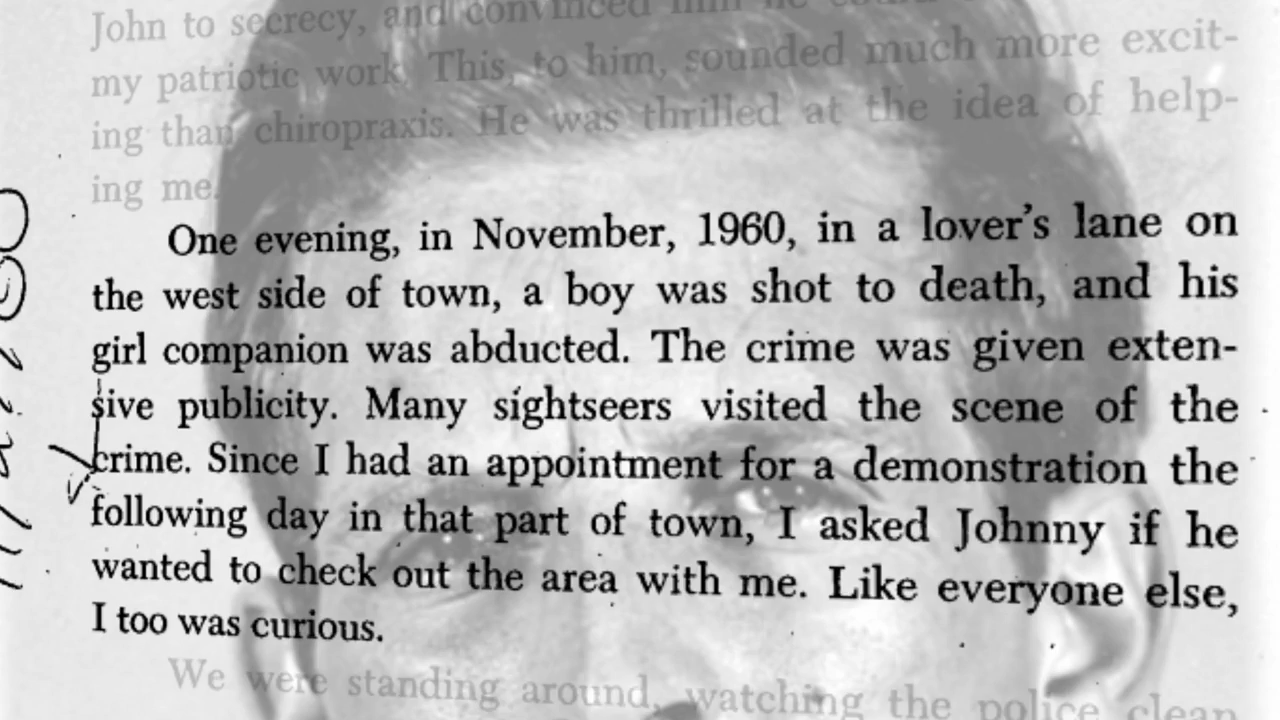 John to secrecy, and convinced him he could
my patriotic work. This, to him, sounded much more excit-
ing than chiropraxis. He was thrilled at the idea of help-
ing me.
One evening, in November, 1960, in a lover's lane on
the west side of town, a boy was shot to death, and his
girl companion was abducted. The crime was given exten-
sive publicity. Many sightseers visited the scene of the
crime. Since I had an appointment for a demonstration the
following day in that part of town, I asked Johnny if he
wanted to check out the area with me. Like everyone else,
I too was curious.
We were standing around, watching the police clean